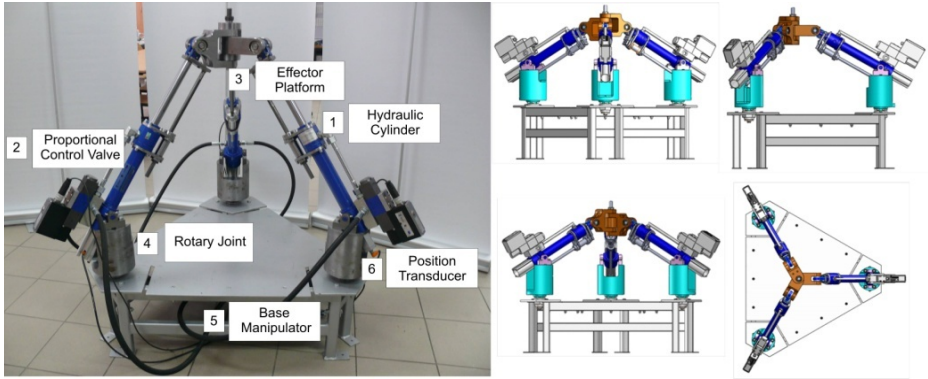 3
Effector
Platform
1
Hydraulic
Cylinder
2
Proportional
Control Valve
4
Rotary Joint
6
Position
Transducer
5
Base
Manipulator